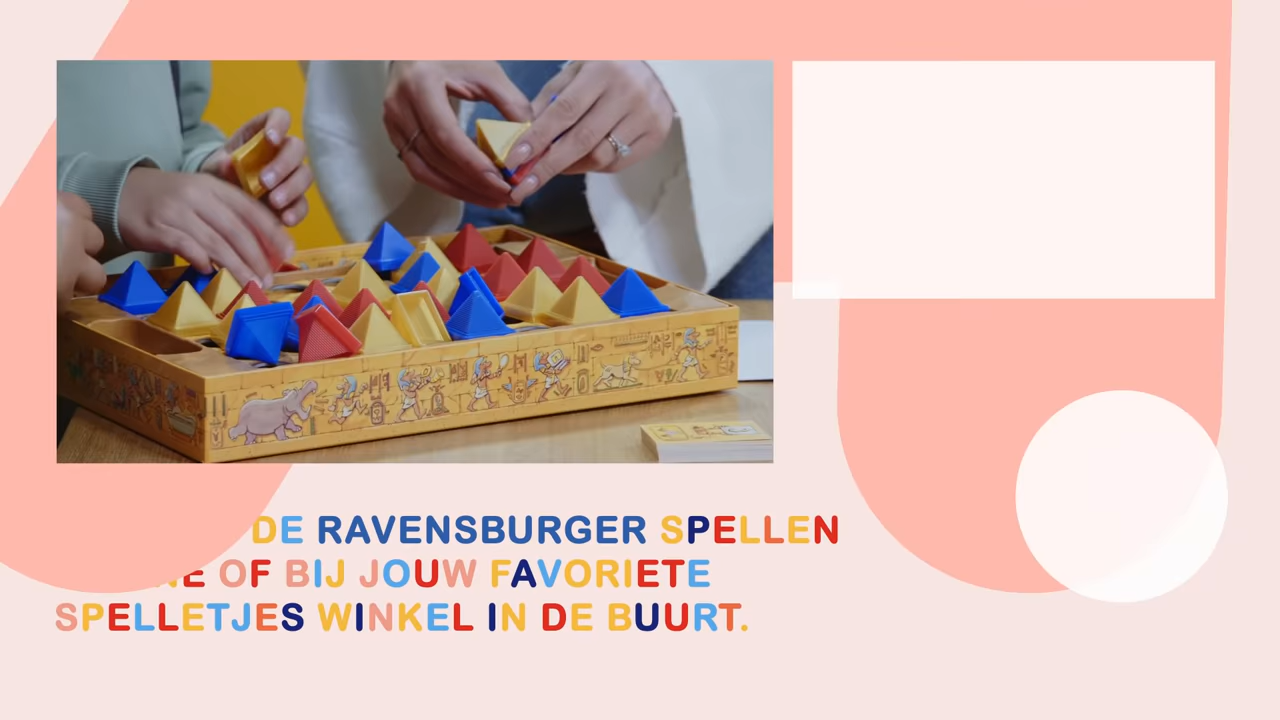 DE RAVENSBURGER SPELLEN
OF BIJ JOUW FAVORIETE
SPELLETJES WINKEL IN DE BUURT.